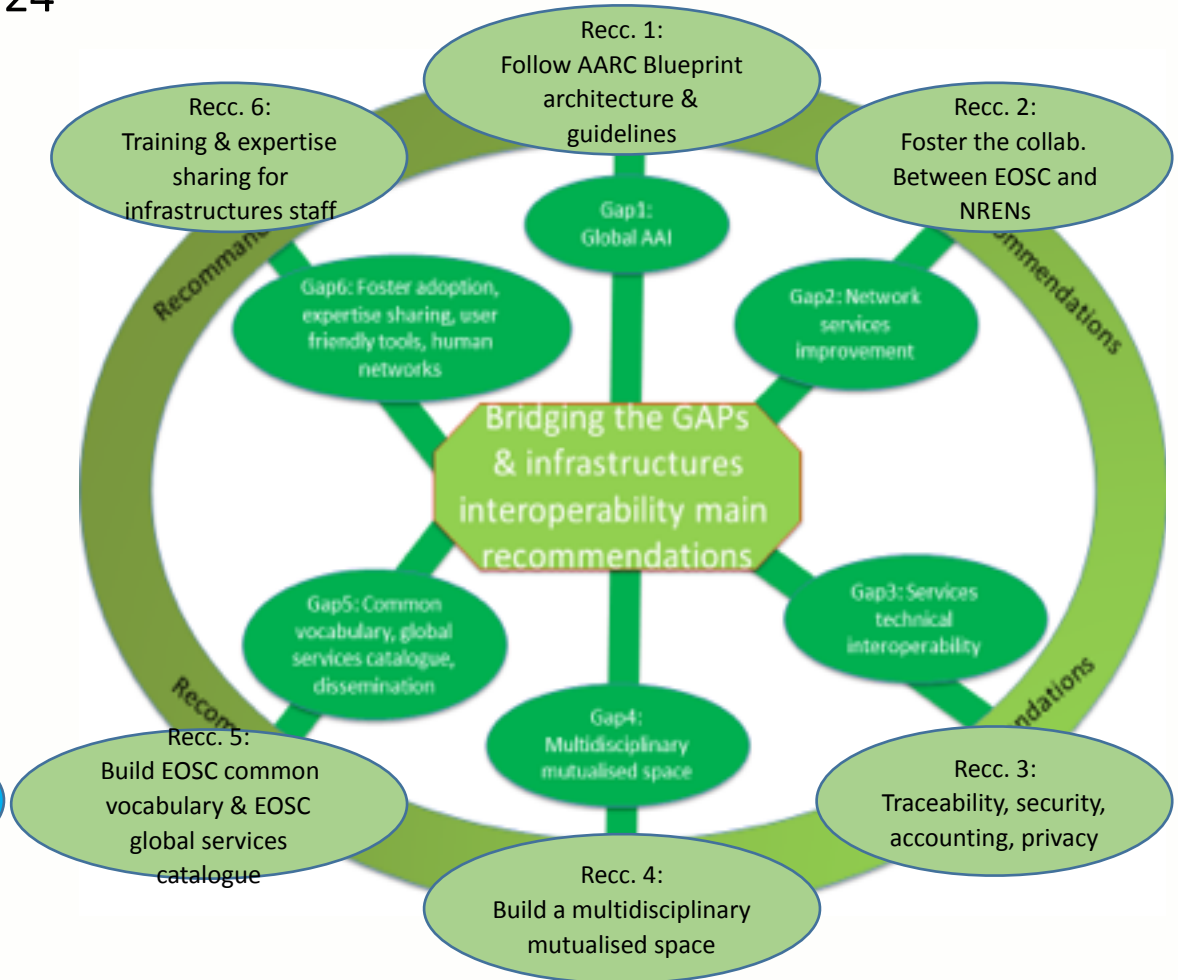 24
Recc. 1:
Follow AARC Blueprint
architecture &
guidelines
Recc. 6:
Training & expertise
sharing for
infrastructures staff
Recc. 2:
Foster the collab.
Between EOSC and
NRENs
Gap1:
Global AAI
Gap6: Foster adoption,
expertise sharing, user
friendly tools, human
networks
Gap2: Network
services
improvement
Bridging the GAPs
& infrastructures
interoperability main
recommendations
Gap3: Services
technical
interoperability
Gap5: Common
vocabulary, global
services catalogue,
dissemination
Gap4:
Multidisciplinary
mutualised space
Recc. 5:
Build EOSC common
vocabulary & EOSC
global services
catalogue
Recc. 3:
Traceability, security,
accounting, privacy
Recc. 4:
Build a multidisciplinary
mutualised space